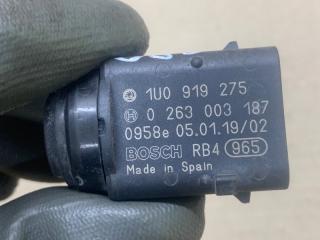 1U0 919 275
0 263 003 187
0958e 05.01.19/02
BOSCH RB4 965
Made in Spain